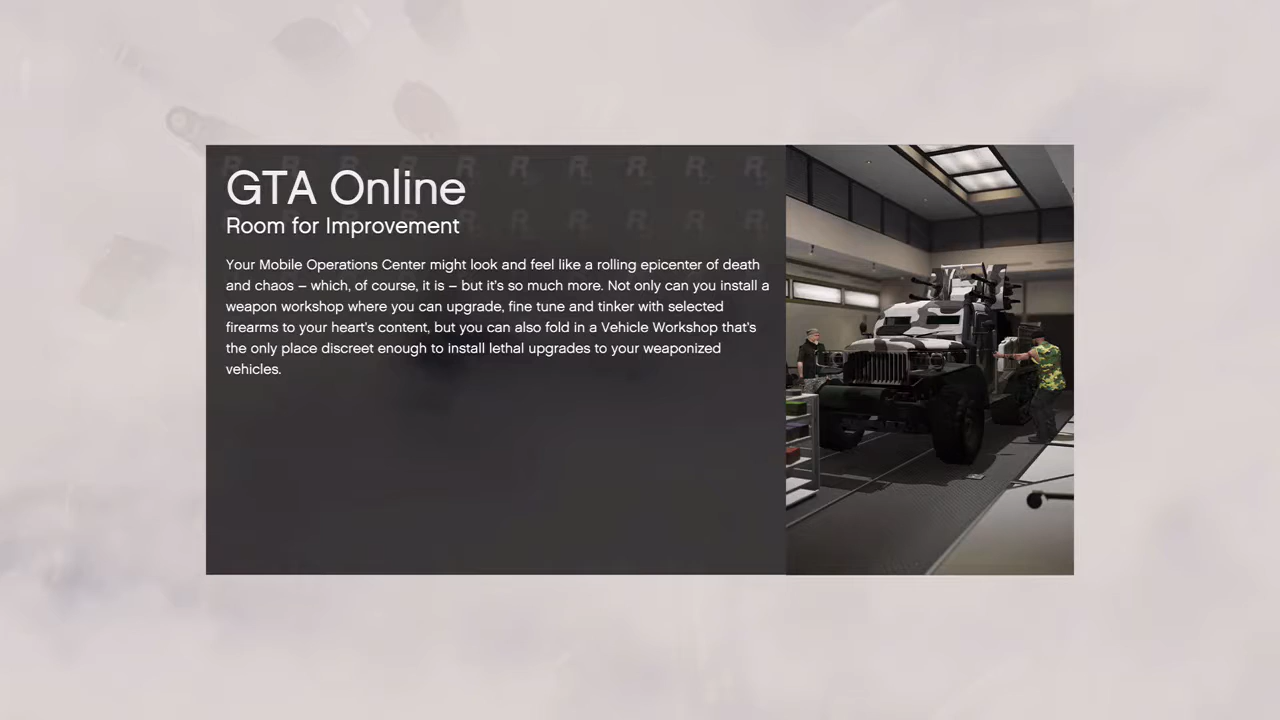 GTA Online
Room for Improvement
Your Mobile Operations Center might look and feel like a rolling epicenter of death
and chaos – which, of course, it is – but it's so much more. Not only can you install a
weapon workshop where you can upgrade, fine tune and tinker with selected
firearms to your heart's content, but you can also fold in a Vehicle Workshop that's
the only place discreet enough to install lethal upgrades to your weaponized
vehicles.